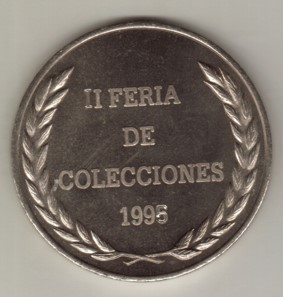 II FERIA
DE
COLECCIONES
1995